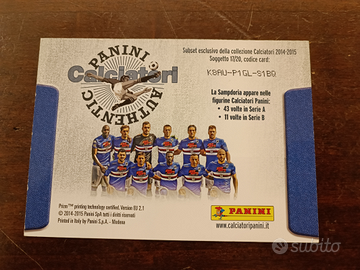 Subset esclusivo della collezione Calciatori 2014-2015
Soggetto 17/20, codice card:
K8AU-P1GL-S1BQ
PANINI
Calciatori
AUTHENTIC
La Sampdoria appare nelle
figurine Calciatori Panini:
• 43 volte in Serie A
• 11 volte in Serie B
Prizm™ printing technology certified. Version 03 2.1
© 2014-2015 Panini SpA tutti i diritti riservati
Printed in Italy by Panini S.p.A. - Modena
PANINI
www.calciatoripanini.it
subito